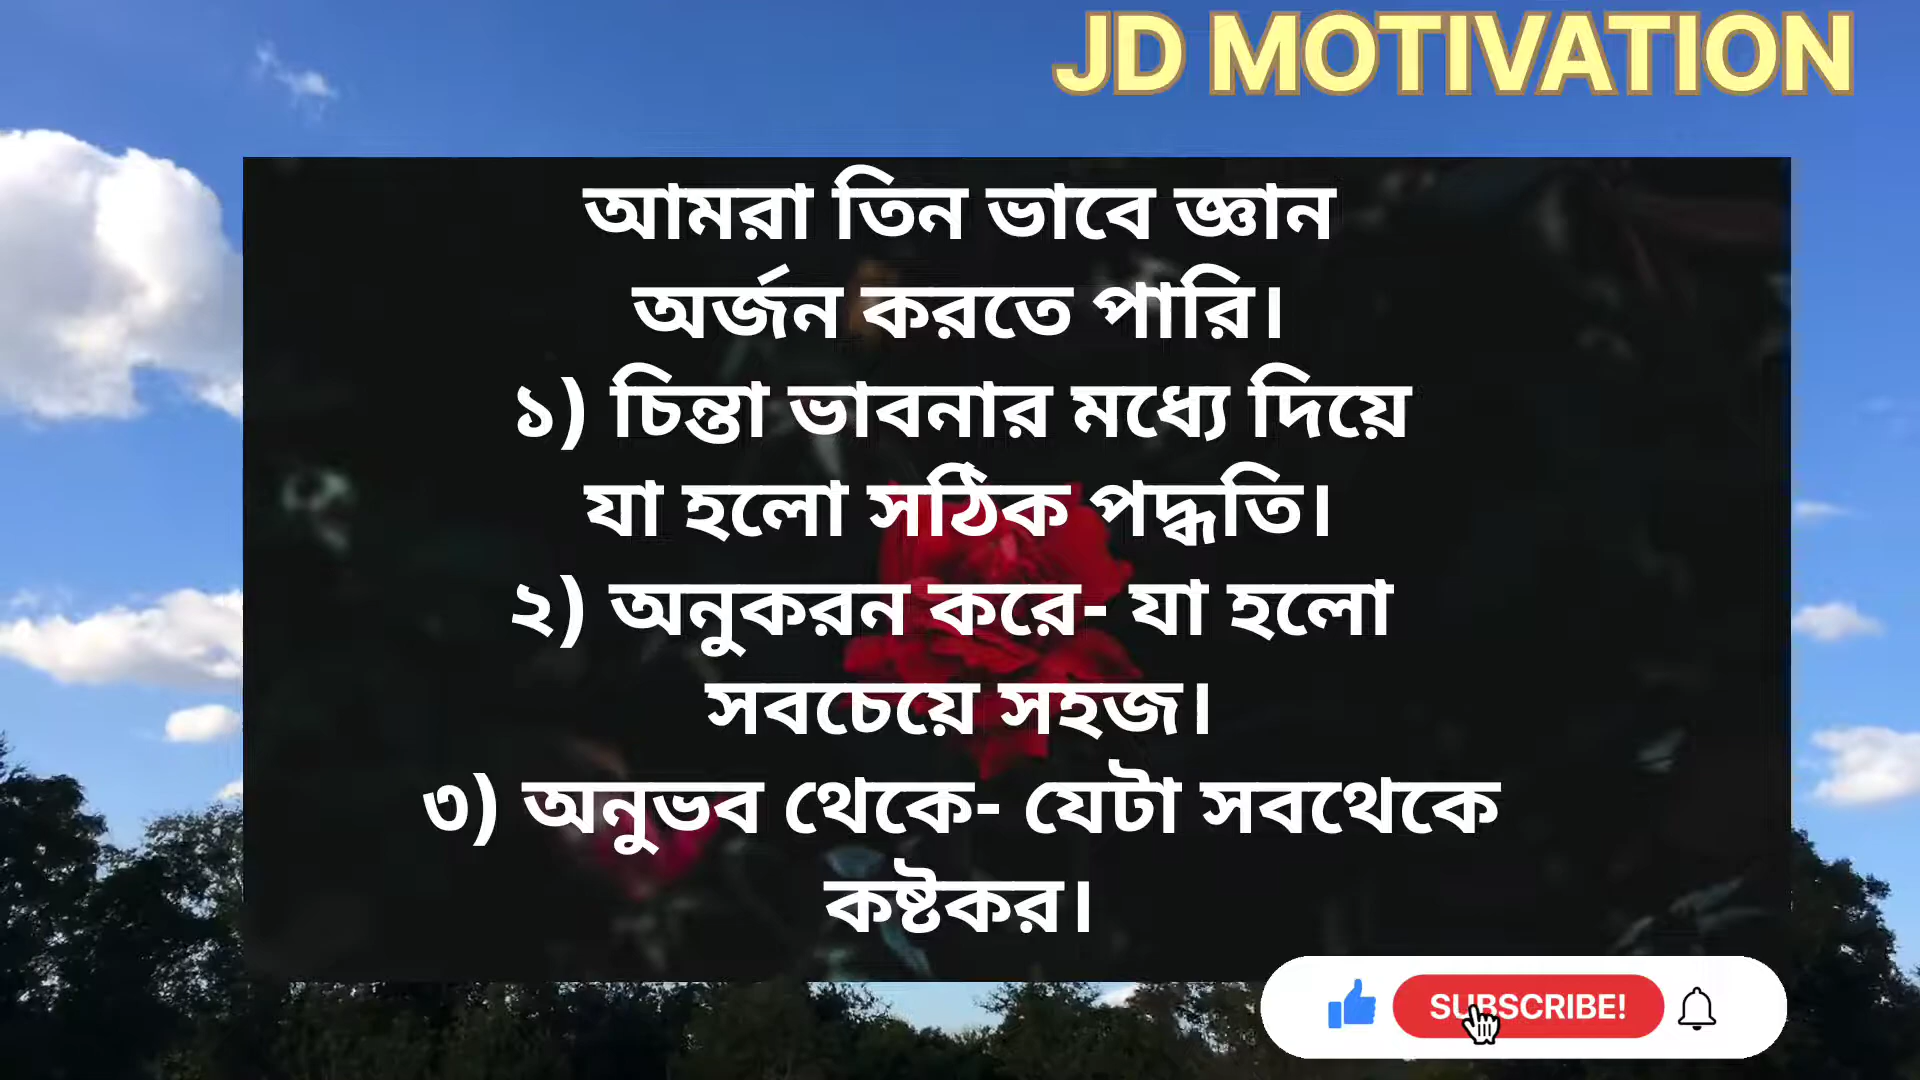 JD MOTIVATION
আমরা তিন ভাবে জ্ঞান
অর্জন করতে পারি।
১) চিন্তা ভাবনার মধ্যে দিয়ে
যা হলো সঠিক পদ্ধতি।
২) অনুকরন করে- যা হলো
সবচেয়ে সহজ।
৩) অনুভব থেকে- যেটা সবথেকে
কষ্টকর।
SUBSCRIBE!